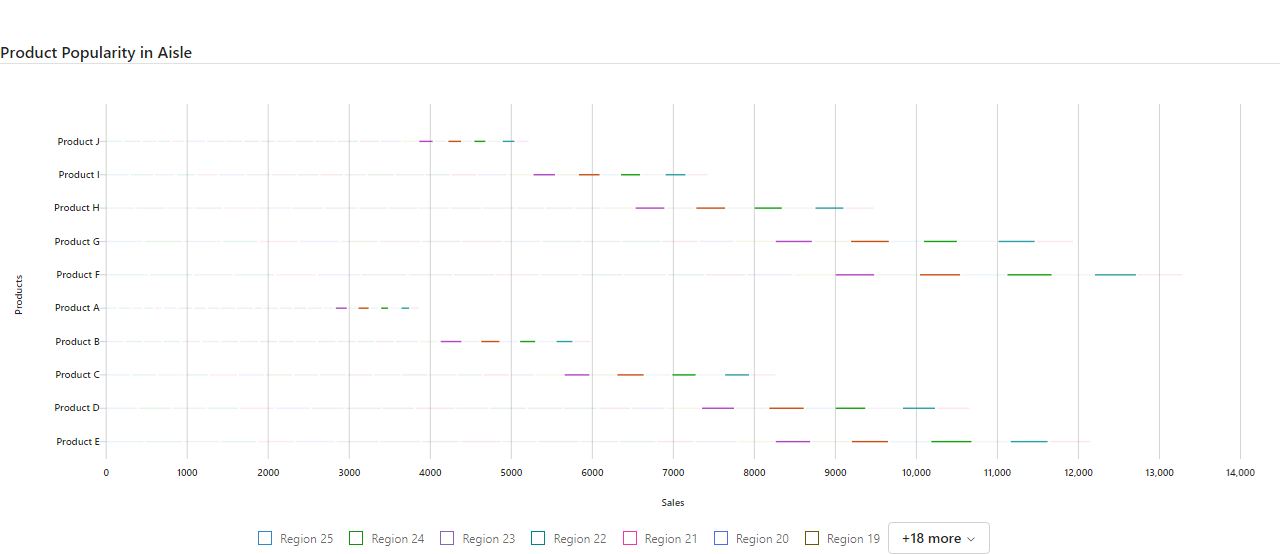 Product Popularity in Aisle
Product J
Product I
Product H
Product G
Product F
Product A
Product B
Product C
Product D
Product E
Products
0 1000 2000 3000 4000 5000 6000 7000 8000 9000 10,000 11,000 12,000 13,000 14,000
Sales
Region 25 Region 24 Region 23 Region 22 Region 21 Region 20 Region 19 +18 more